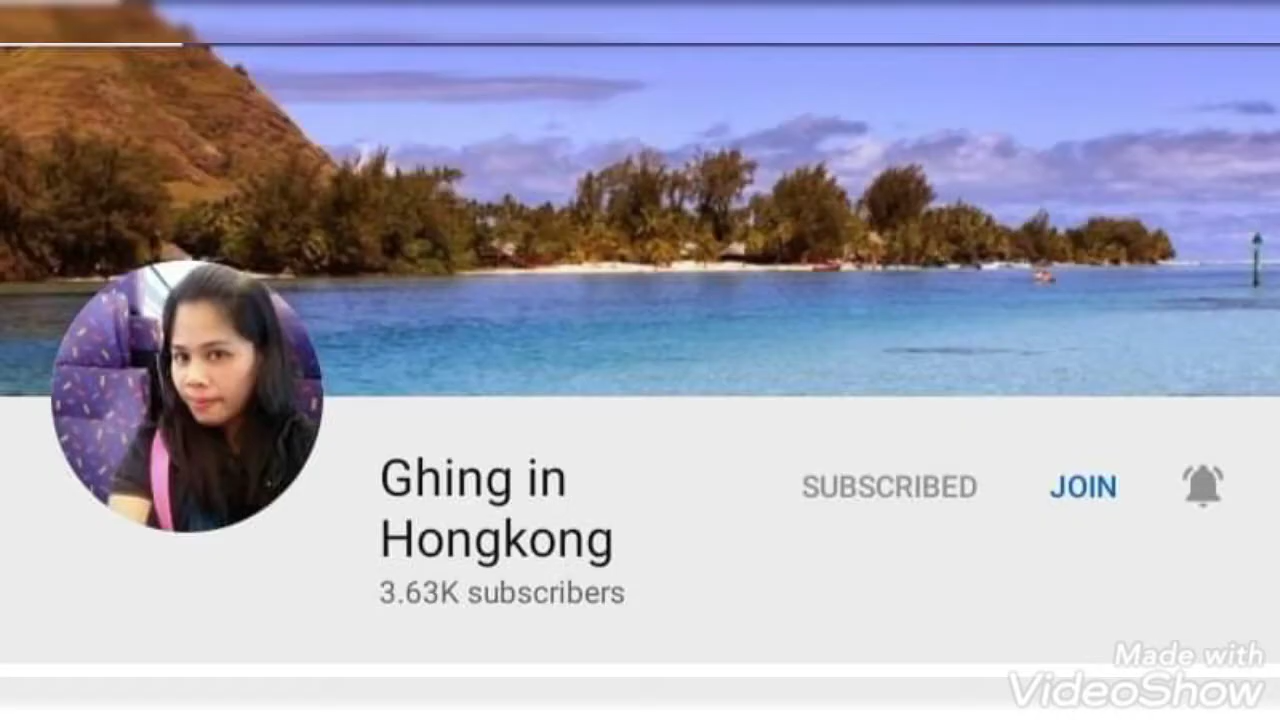 Ghing in
Hongkong
3.63K subscribers
SUBSCRIBED
JOIN
Made with
VideoShow